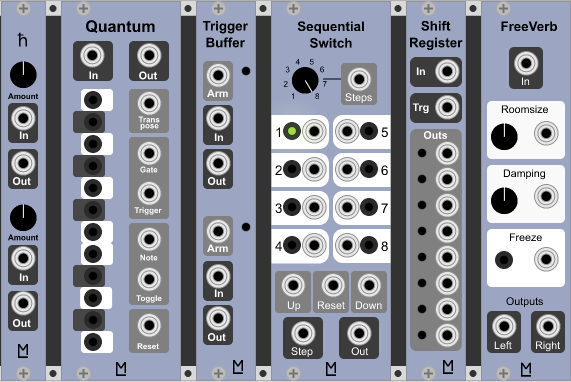 ħ
Amount
In
Out
Amount
In
Out
Quantum
In
Out
Trans
pose
Gate
Trigger
Note
Toggle
Reset
Trigger
Buffer
Arm
In
Out
Arm
In
Out
Sequential
Switch
1 2 3 4 5 6 7 8
Steps
1 5
2 6
3 7
4 8
Up Reset Down
Step Out
Shift
Register
In
Trg
Outs
FreeVerb
In
Roomsize
Damping
Freeze
Outputs
Left Right